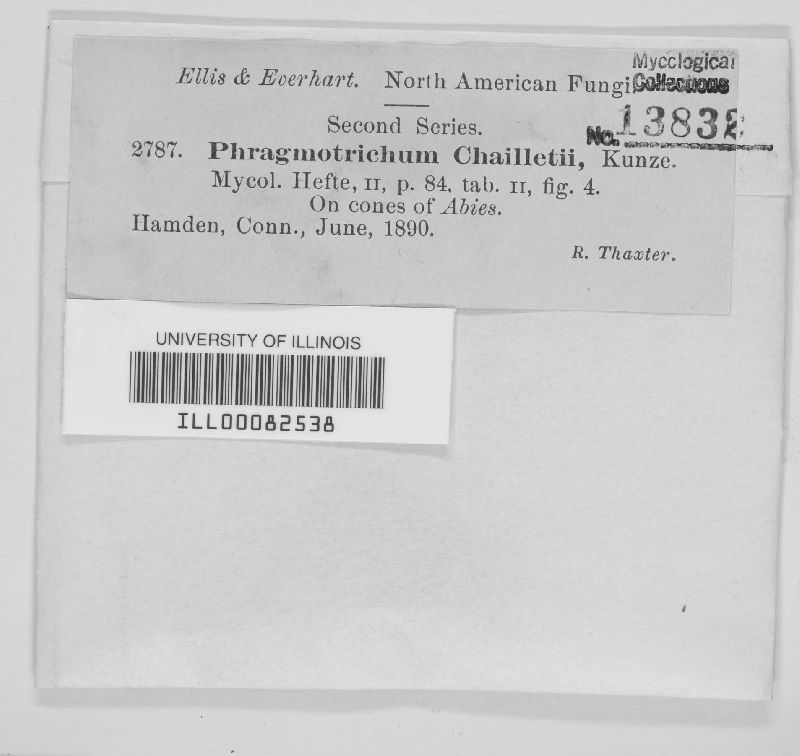 Ellis & Everhart. North American Fungi
Mycological
Collections
No. 1383
Second Series.
2787. Phragmotrichum Chailletii, Kunze.
Mycol. Hefte, II, p. 84, tab. II, fig. 4.
On cones of Abies.
Hamden, Conn., June, 1890.
R. Thaxter.
UNIVERSITY OF ILLINOIS
ILL00082538